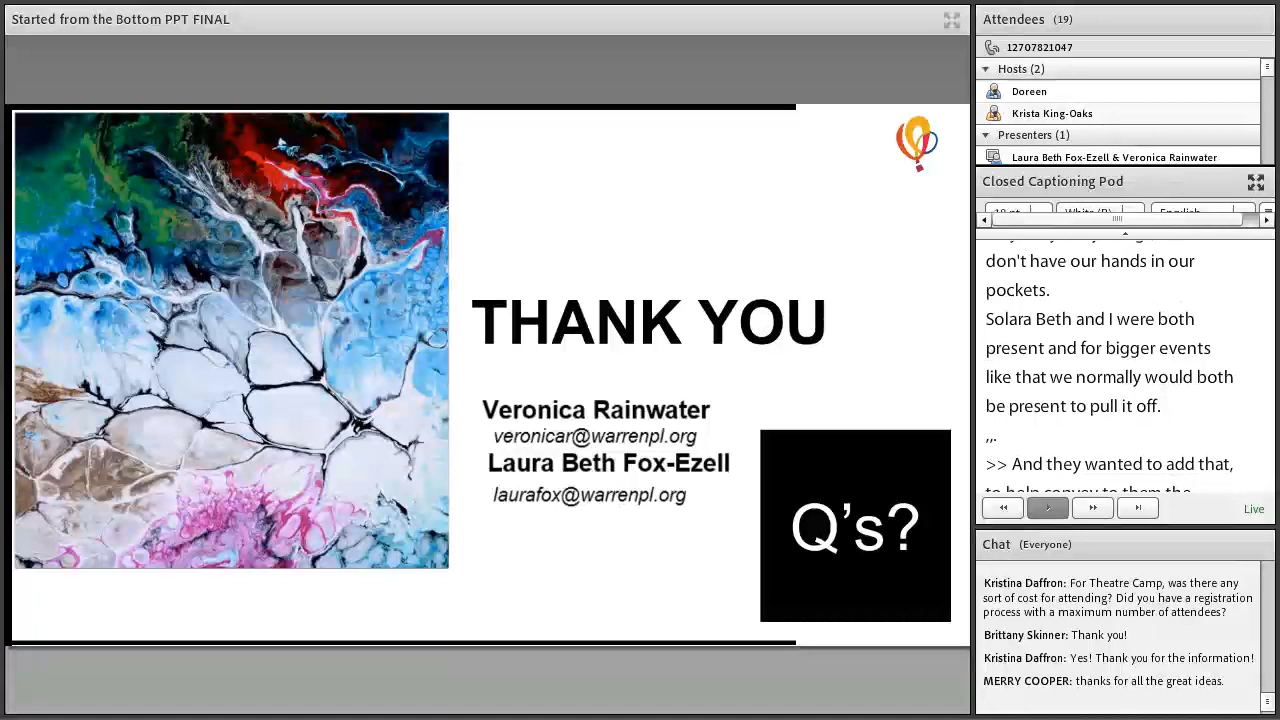 Started from the Bottom PPT FINAL
THANK YOU
Veronica Rainwater
veronicar@warrenpl.org
Laura Beth Fox-Ezell
laurafox@warrenpl.org
Q's?
Attendees (19)
12707821047
Hosts (2)
Doreen
Krista King-Oaks
Presenters (1)
Laura Beth Fox-Ezell & Veronica Rainwater
Closed Captioning Pod
don't have our hands in our
pockets.
Solara Beth and I were both
present and for bigger events
like that we normally would both
be present to pull it off.
,,.
>> And they wanted to add that,
Live
Chat (Everyone)
Kristina Daffron: For Theatre Camp, was there any
sort of cost for attending? Did you have a registration
process with a maximum number of attendees?
Brittany Skinner: Thank you!
Kristina Daffron: Yes! Thank you for the information!
MERRY COOPER: thanks for all the great ideas.